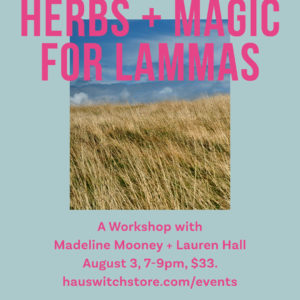 HERBS + MAGIC
FOR LAMMAS
A Workshop with
Madeline Mooney + Lauren Hall
August 3, 7-9pm, $33.
hauswitchstore.com/events